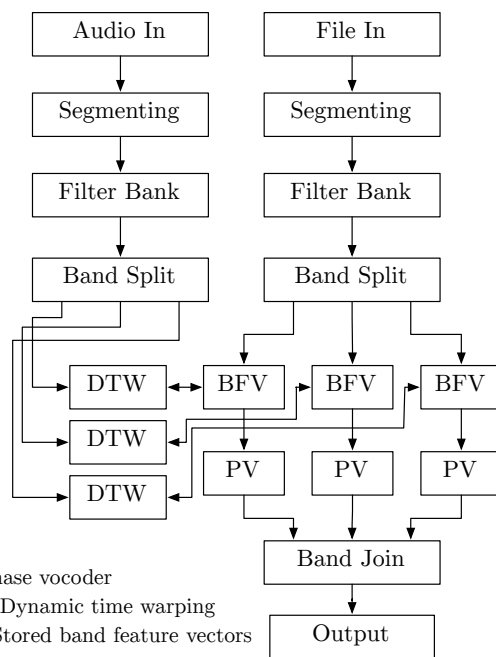 Audio In
File In
Segmenting
Segmenting
Filter Bank
Filter Bank
Band Split
Band Split
DTW
BFV
BFV
BFV
DTW
PV
PV
PV
DTW
Band Join
vocoder
Dynamic time warping
Stored band feature vectors
Output